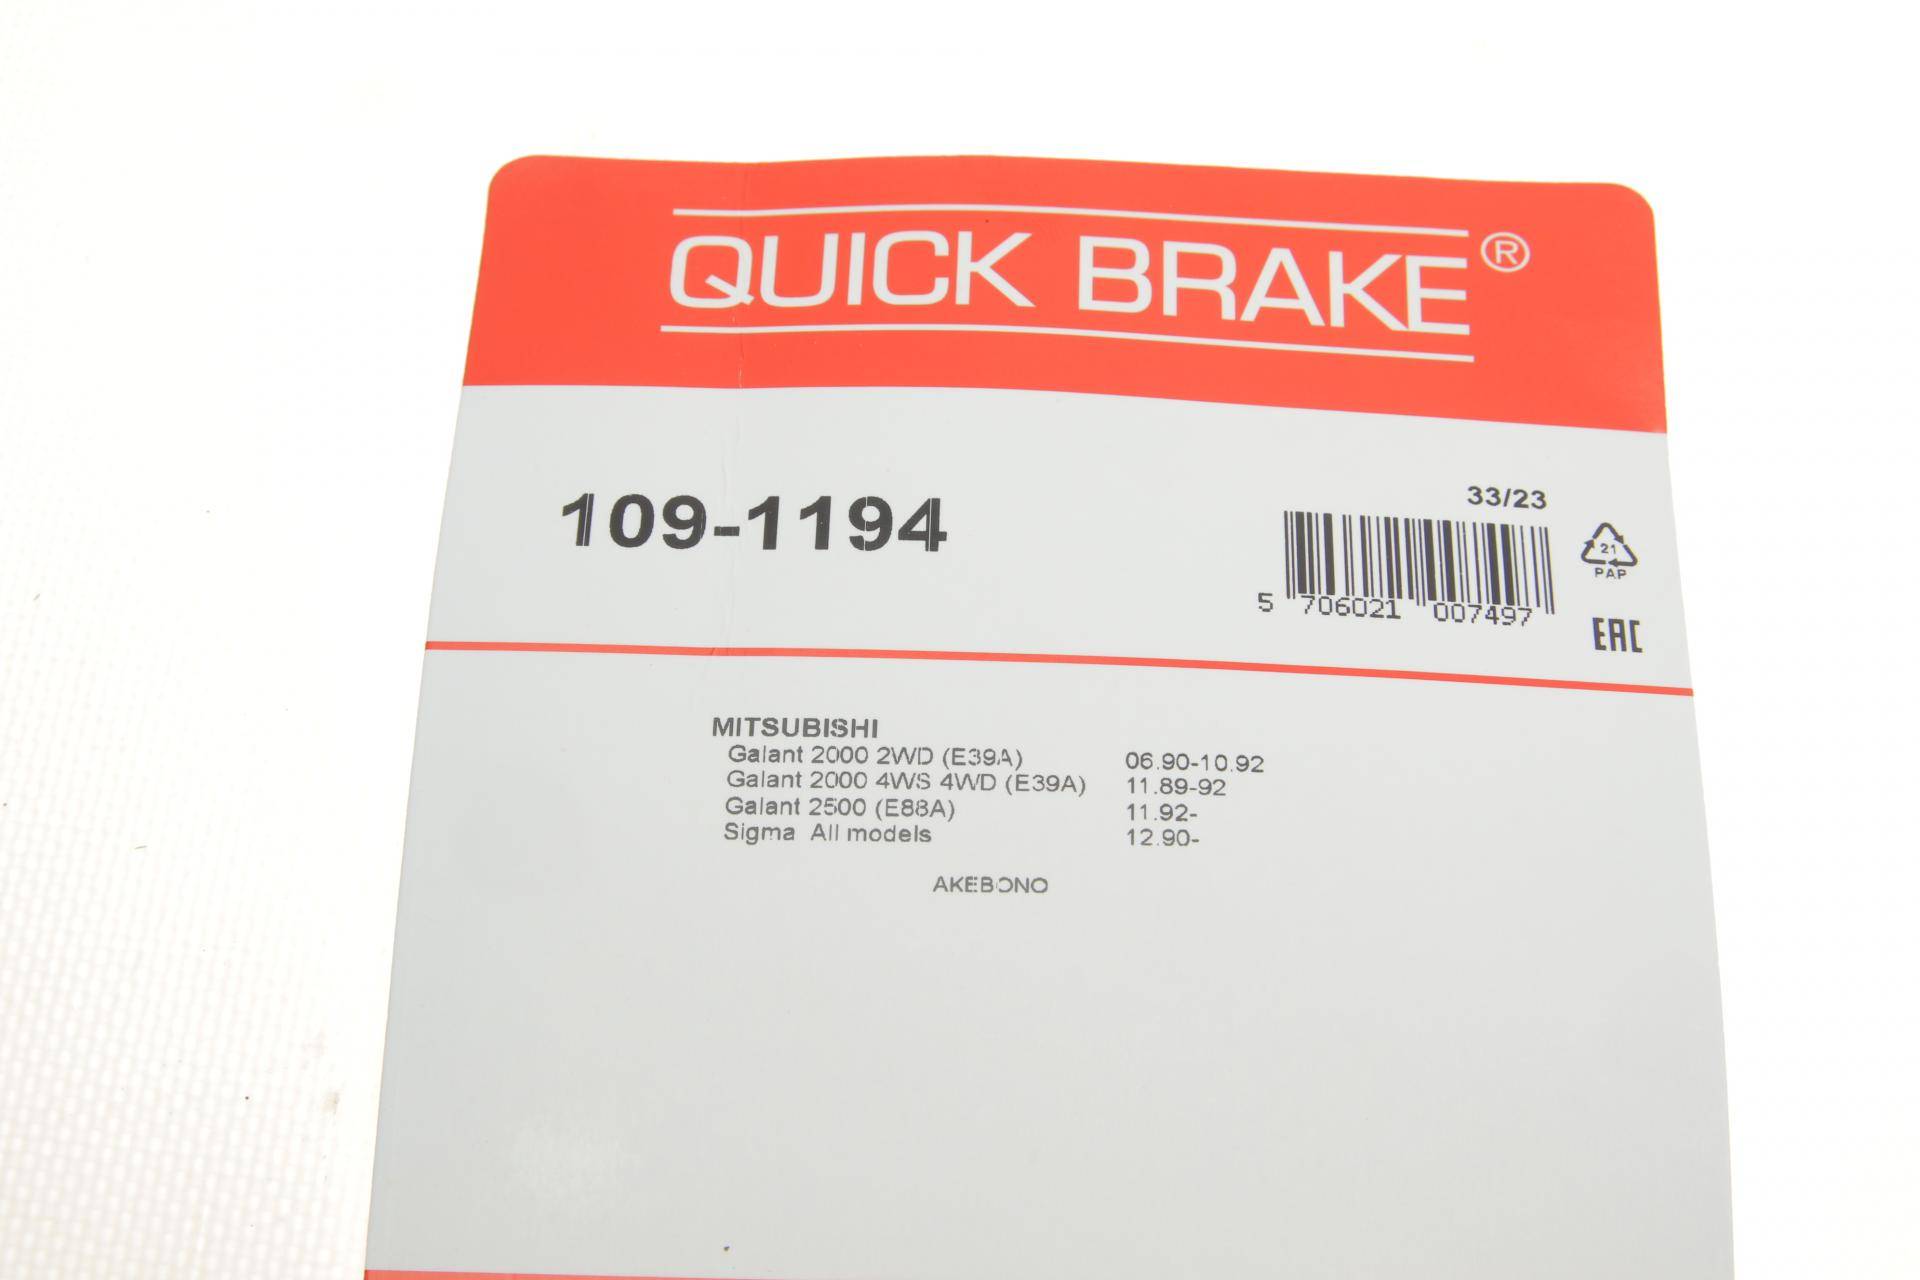 QUICK BRAKE®
109-1194
33/23
5 706021 007497
21
PAP
EAC
MITSUBISHI
Galant 2000 2WD (E39A) 06.90-10.92
Galant 2000 4WS 4WD (E39A) 11.89-92
Galant 2500 (E88A) 11.92-
Sigma All models 12.90-
AKEBONO